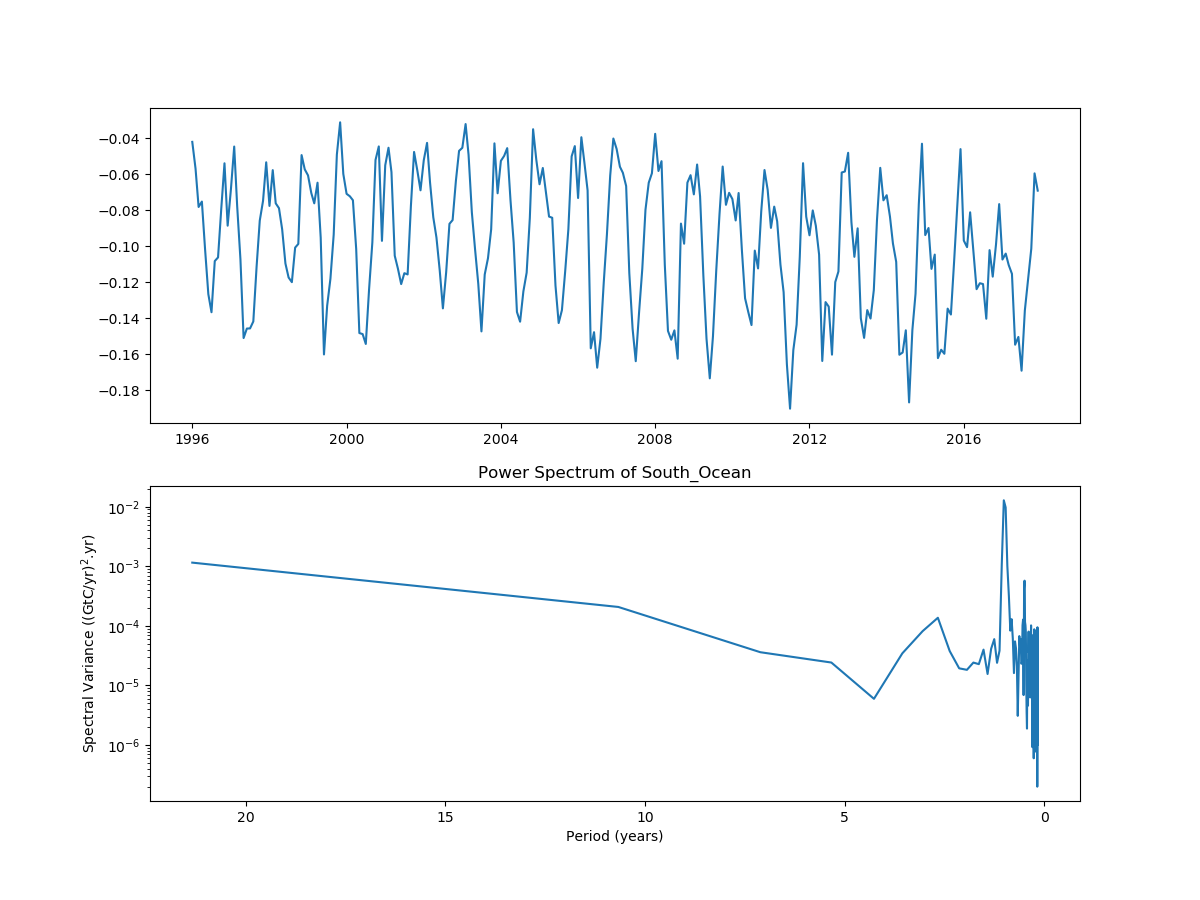 −0.04
−0.06
−0.08
−0.10
−0.12
−0.14
−0.16
−0.18
1996 2000 2004 2008 2012 2016
Power Spectrum of South_Ocean
10⁻²
10⁻³
10⁻⁴
10⁻⁵
10⁻⁶
Spectral Variance ((GtC/yr)².yr)
20 15 10 5 0
Period (years)